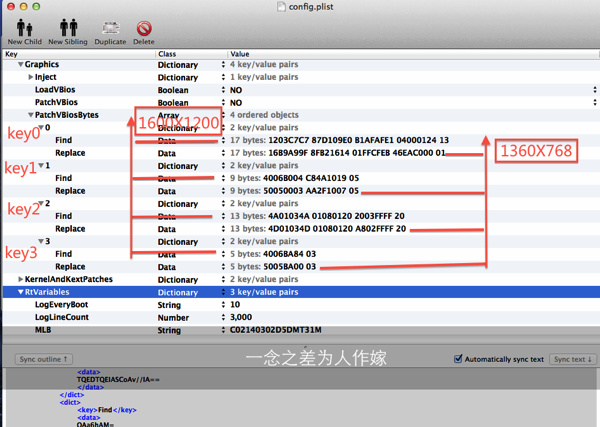 config.plist
New Child New Sibling Duplicate Delete
Key Class Value
Graphics Dictionary 4 key/value pairs
Inject Dictionary 1 key/value pairs
LoadVBios Boolean NO
PatchVBios Boolean NO
PatchVBiosBytes Array 4 ordered objects
1600X1200
key0 0 Dictionary 2 key/value pairs
Find Data 17 bytes: 1203C7C7 87D109E0 B1AFAFE1 04000124 13
Replace Data 17 bytes: 16B9A99F 8FB21614 01FFCFEB 46EAC000 01
1360X768
key1 1 Dictionary 2 key/value pairs
Find Data 9 bytes: 4006B004 C84A1019 05
Replace Data 9 bytes: 50050003 AA2F1007 05
key2 2 Dictionary 2 key/value pairs
Find Data 13 bytes: 4A01034A 01080120 2003FFFF 20
Replace Data 13 bytes: 4D01034D 01080120 A802FFFF 20
key3 3 Dictionary 2 key/value pairs
Find Data 5 bytes: 4006BA84 03
Replace Data 5 bytes: 5005BA00 03
KernelAndKextPatches Dictionary 2 key/value pairs
RtVariables Dictionary 3 key/value pairs
LogEveryBoot String 10
LogLineCount Number 3,000
MLB String C02140302D5DMT31M
Sync outline ↑ 一念之差为人作嫁 Automatically sync text Sync text ↓
<data>
TQEDTQEIASCoAv//IA==
</data>
</dict>
<dict>
<key>Find</key>
<data>
QAa6hAM=